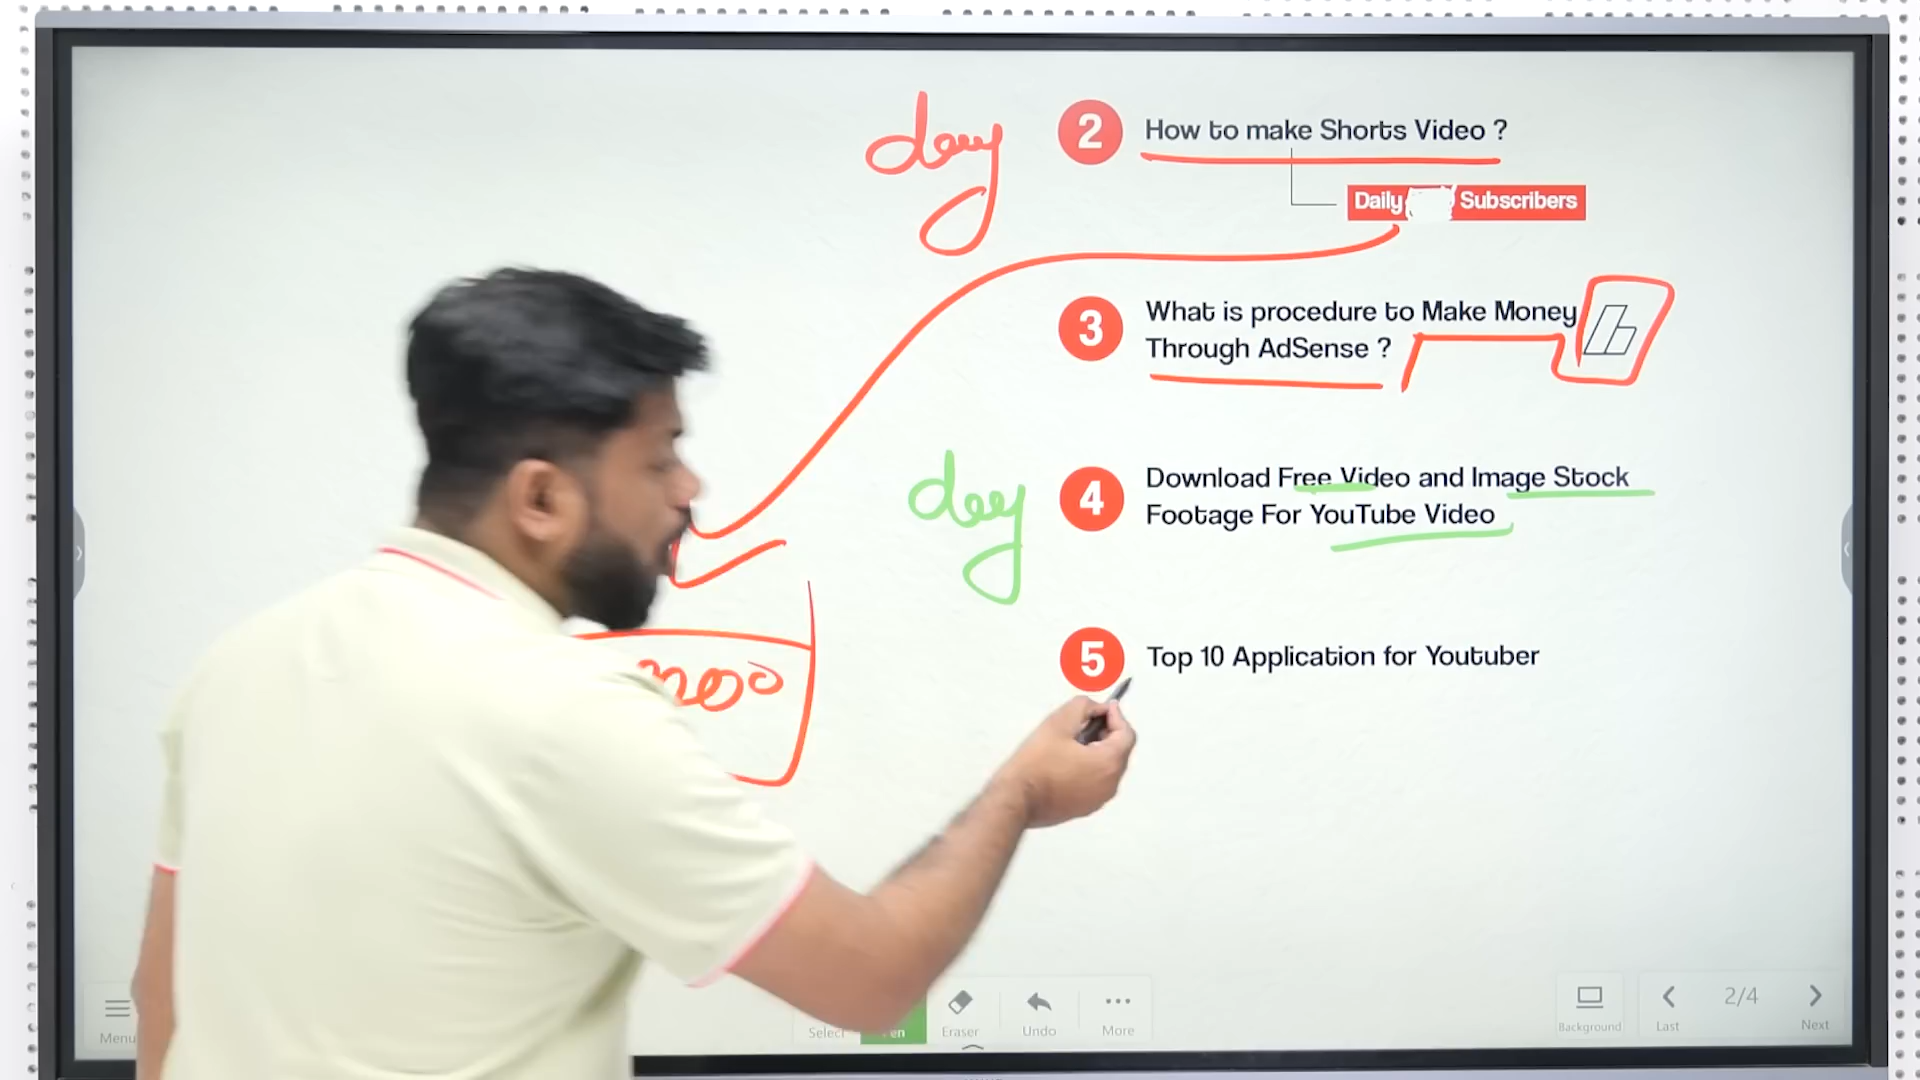 day
2 How to make Shorts Video ?
Daily Subscribers
3 What is procedure to Make Money
Through AdSense ?
day
4 Download Free Video and Image Stock
Footage For YouTube Video
5 Top 10 Application for Youtuber
Menu
Select
Eraser
Undo
More
Background
Last
2/4
Next